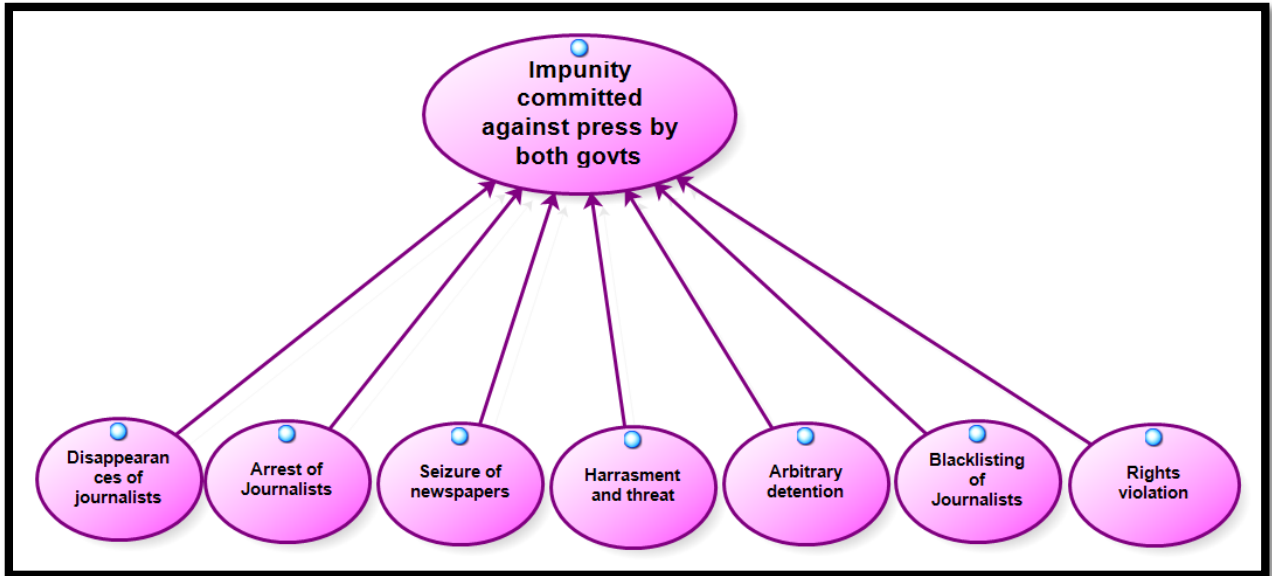 Impunity
committed
against press by
both govts
Disappearan
ces of
journalists
Arrest of
Journalists
Seizure of
newspapers
Harrasment
and threat
Arbitrary
detention
Blacklisting
of
Journalists
Rights
violation